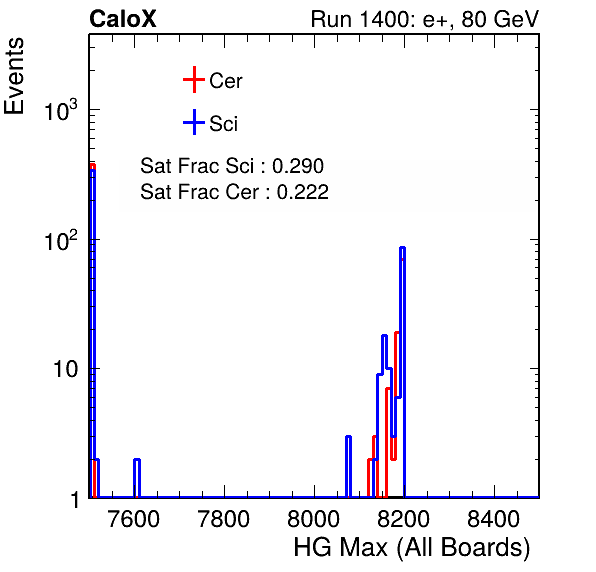 CaloX Run 1400: e+, 80 GeV
Events
Cer
Sci
Sat Frac Sci : 0.290
Sat Frac Cer : 0.222
10³
10²
10
1
7600 7800 8000 8200 8400
HG Max (All Boards)